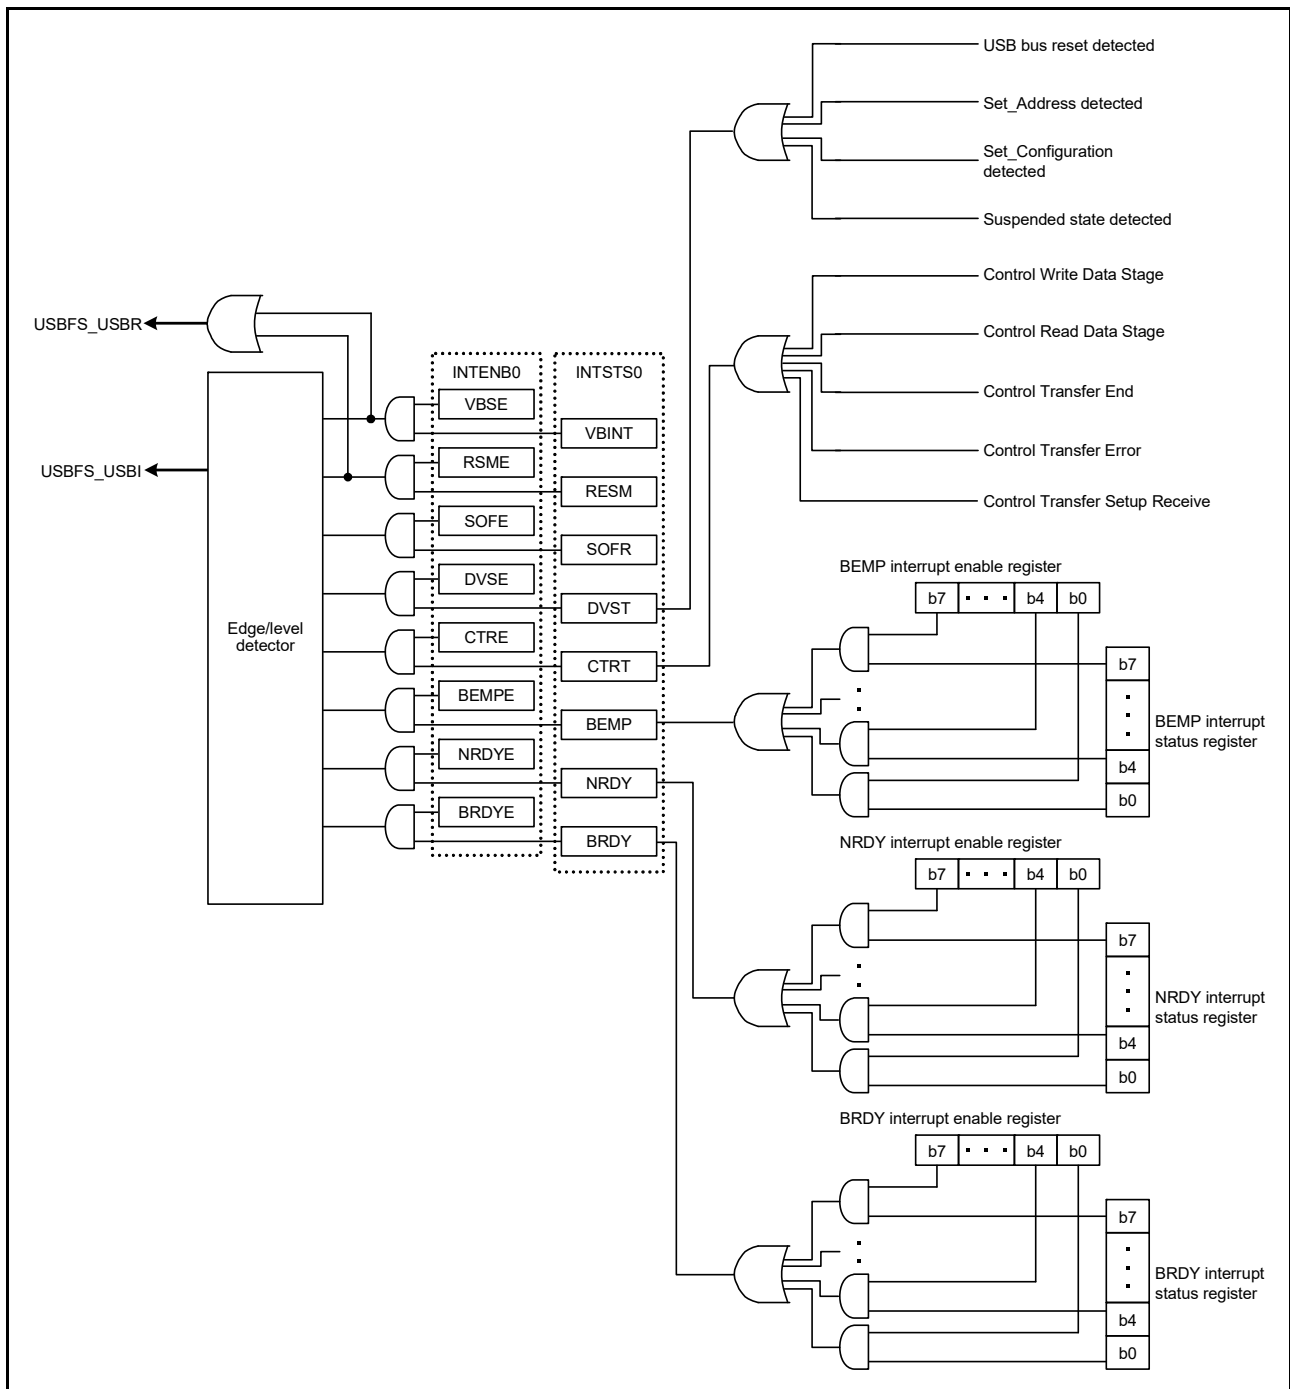 USB bus reset detected
Set_Address detected
Set_Configuration
detected
Suspended state detected
Control Write Data Stage
Control Read Data Stage
Control Transfer End
Control Transfer Error
Control Transfer Setup Receive
USBFS_USBR
USBFS_USBI
Edge/level
detector
INTENB0
VBSE
RSME
SOFE
DVSE
CTRE
BEMPE
NRDYE
BRDYE
INTSTS0
VBINT
RESM
SOFR
DVST
CTRT
BEMP
NRDY
BRDY
BEMP interrupt enable register
b7 · · · b4 b0
b7
b4
b0
BEMP interrupt
status register
NRDY interrupt enable register
b7 · · · b4 b0
b7
b4
b0
NRDY interrupt
status register
BRDY interrupt enable register
b7 · · · b4 b0
b7
b4
b0
BRDY interrupt
status register